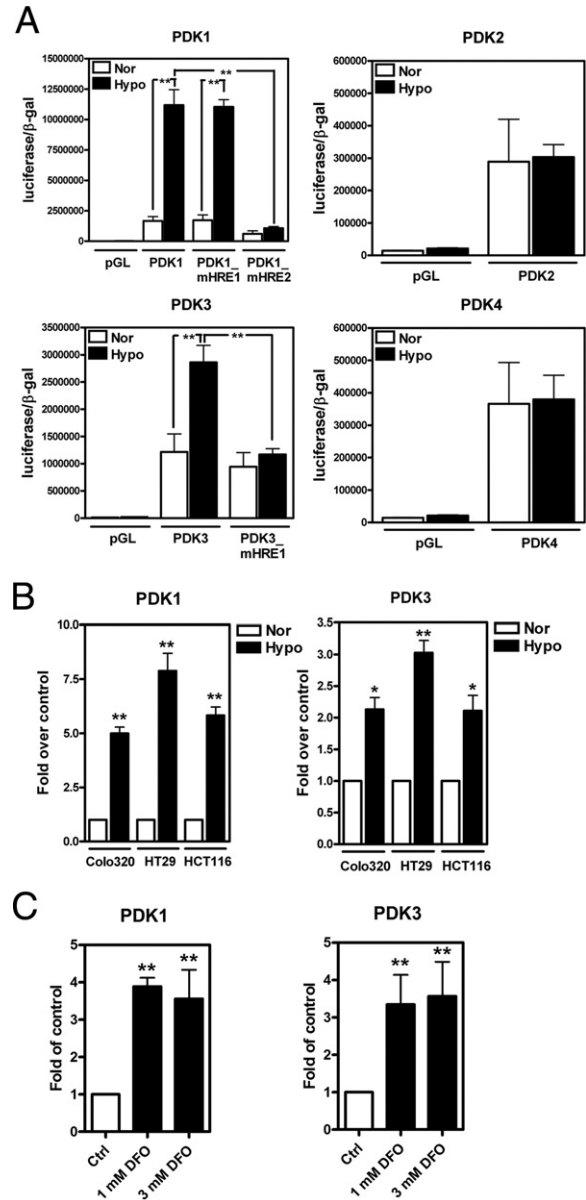 A
PDK1
Nor
Hypo
**
**
**
luciferase/β-gal
15000000
12500000
10000000
7500000
5000000
2500000
0
pGL
PDK1
PDK1_mHRE1
PDK1_mHRE2
PDK2
Nor
Hypo
luciferase/β-gal
600000
500000
400000
300000
200000
100000
0
pGL
PDK2
PDK3
Nor
Hypo
**
**
luciferase/β-gal
3500000
3000000
2500000
2000000
1500000
1000000
500000
0
pGL
PDK3
PDK3_mHRE1
PDK4
Nor
Hypo
luciferase/β-gal
600000
500000
400000
300000
200000
100000
0
pGL
PDK4
B
PDK1
Nor
Hypo
Fold over control
10.0
7.5
5.0
2.5
0.0
**
**
**
Colo320
HT29
HCT116
PDK3
Nor
Hypo
Fold over control
3.5
3.0
2.5
2.0
1.5
1.0
0.5
0.0
*
**
*
Colo320
HT29
HCT116
C
PDK1
Fold of control
5
4
3
2
1
0
**
**
Ctrl
1 mM DFO
3 mM DFO
PDK3
Fold of control
5
4
3
2
1
0
**
**
Ctrl
1 mM DFO
3 mM DFO